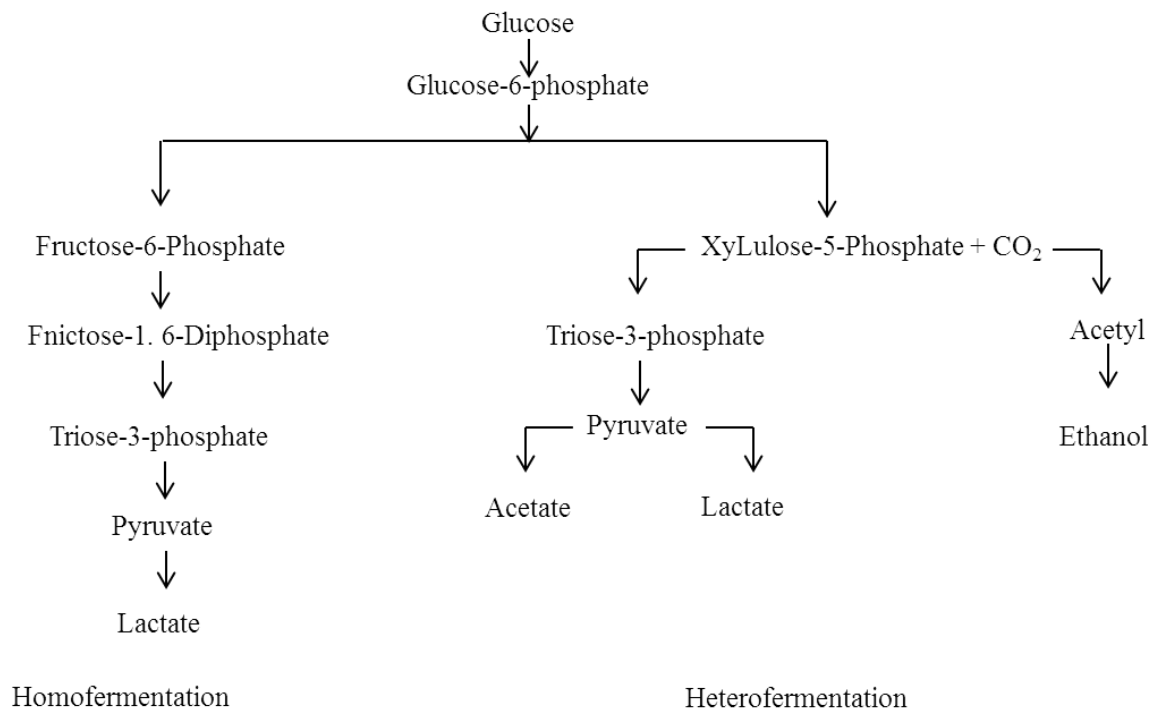 Glucose
Glucose-6-phosphate
Fructose-6-Phosphate
XyLulose-5-Phosphate + CO₂
Fnictose-1. 6-Diphosphate
Triose-3-phosphate
Acetyl
Triose-3-phosphate
Pyruvate
Ethanol
Acetate
Lactate
Pyruvate
Lactate
Homofermentation
Heterofermentation